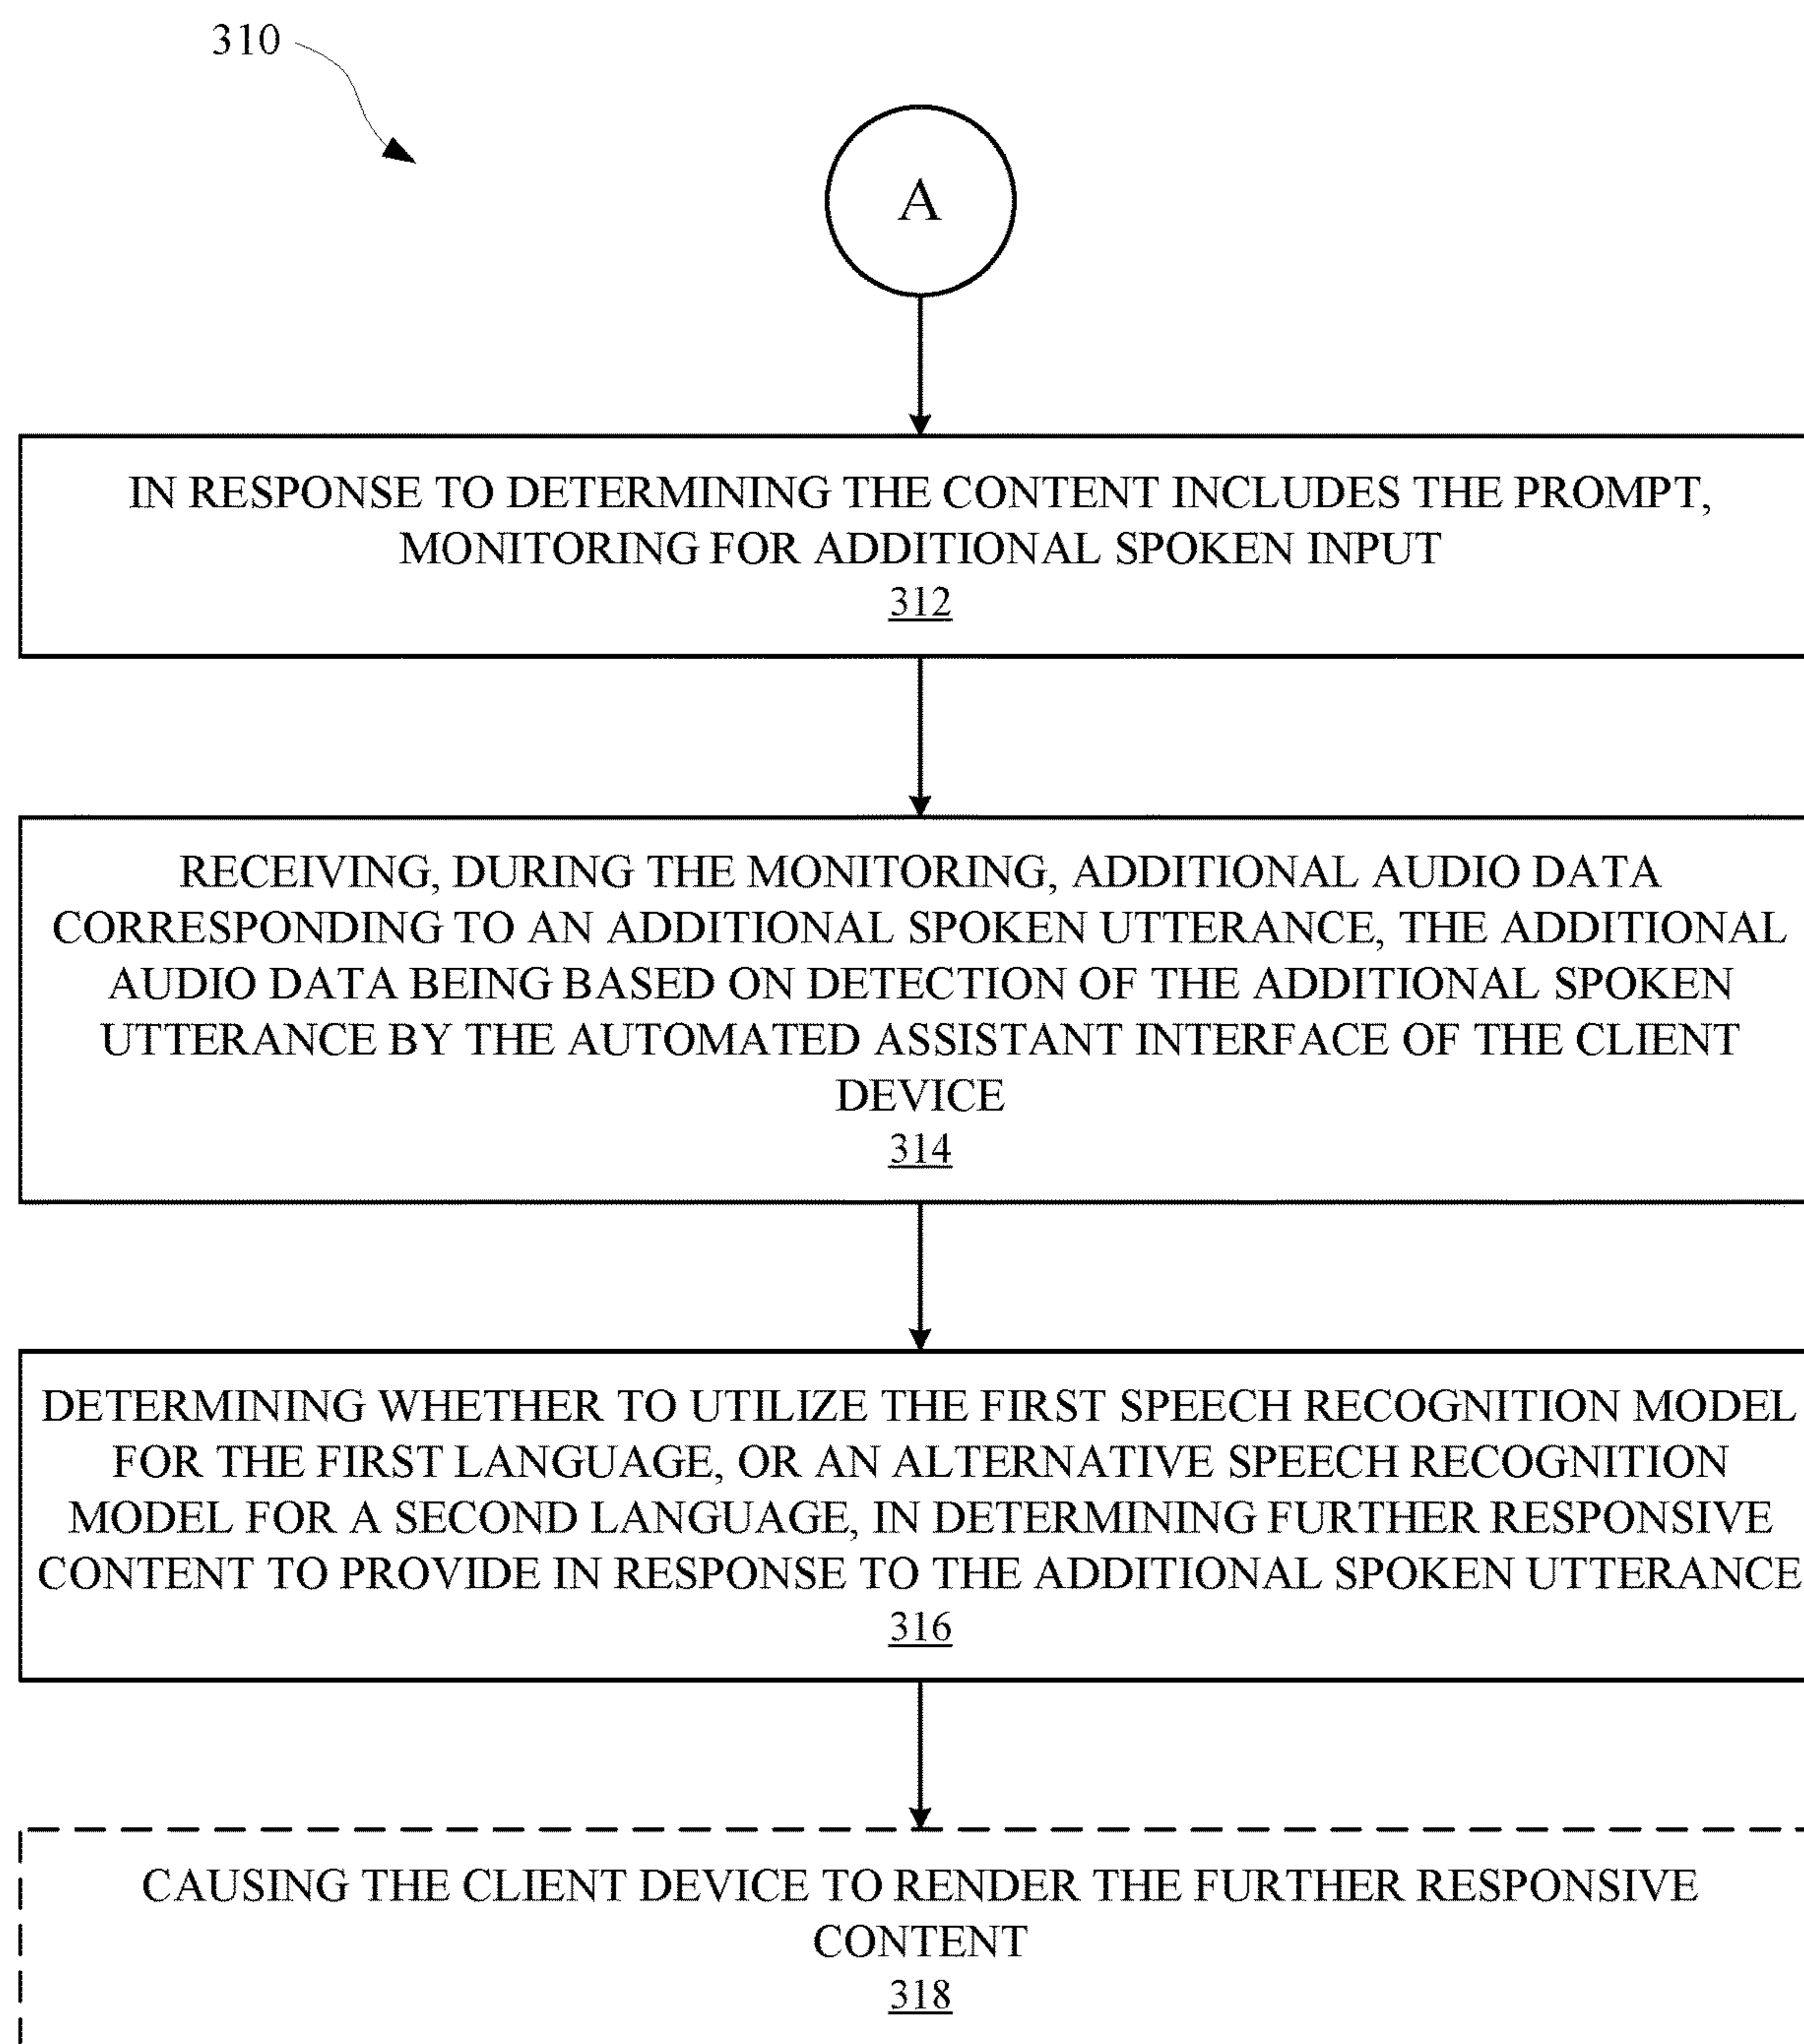 310
A
IN RESPONSE TO DETERMINING THE CONTENT INCLUDES THE PROMPT,
MONITORING FOR ADDITIONAL SPOKEN INPUT
312
RECEIVING, DURING THE MONITORING, ADDITIONAL AUDIO DATA
CORRESPONDING TO AN ADDITIONAL SPOKEN UTTERANCE, THE ADDITIONAL
AUDIO DATA BEING BASED ON DETECTION OF THE ADDITIONAL SPOKEN
UTTERANCE BY THE AUTOMATED ASSISTANT INTERFACE OF THE CLIENT
DEVICE
314
DETERMINING WHETHER TO UTILIZE THE FIRST SPEECH RECOGNITION MODEL
FOR THE FIRST LANGUAGE, OR AN ALTERNATIVE SPEECH RECOGNITION
MODEL FOR A SECOND LANGUAGE, IN DETERMINING FURTHER RESPONSIVE
CONTENT TO PROVIDE IN RESPONSE TO THE ADDITIONAL SPOKEN UTTERANCE
316
CAUSING THE CLIENT DEVICE TO RENDER THE FURTHER RESPONSIVE
CONTENT
318